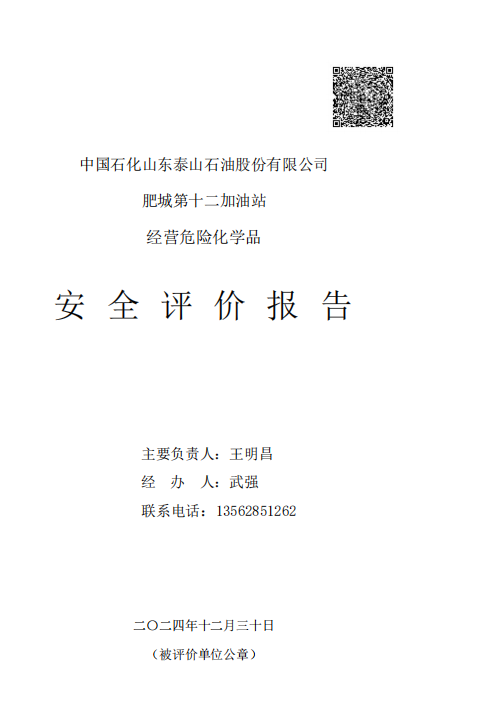 中国石化山东泰山石油股份有限公司
肥城第十二加油站
经营危险化学品
安全评价报告
主要负责人：王明昌
经 办 人：武强
联系电话：13562851262
二〇二四年十二月三十日
（被评价单位公章）